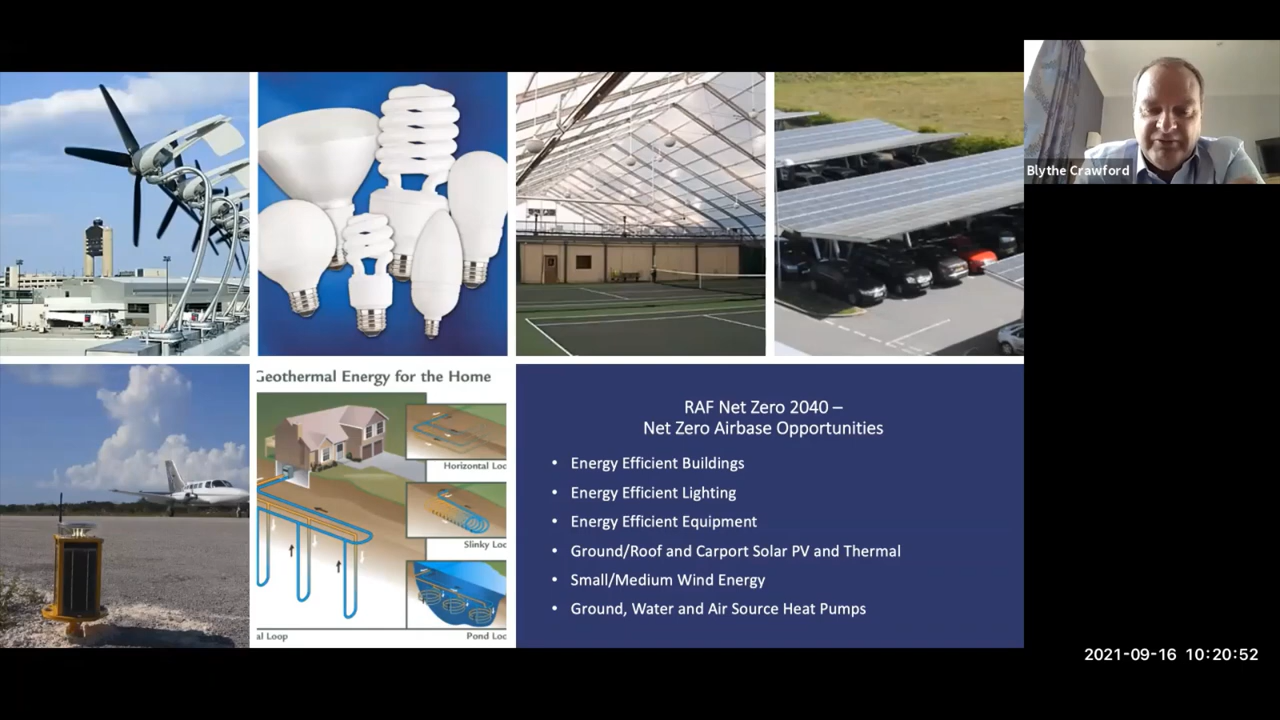 Blythe Crawford
Geothermal Energy for the Home
Horizontal Loo
Slinky Loo
al Loop
Pond Loo
RAF Net Zero 2040 –
Net Zero Airbase Opportunities
• Energy Efficient Buildings
• Energy Efficient Lighting
• Energy Efficient Equipment
• Ground/Roof and Carport Solar PV and Thermal
• Small/Medium Wind Energy
• Ground, Water and Air Source Heat Pumps
2021-09-16 10:20:52